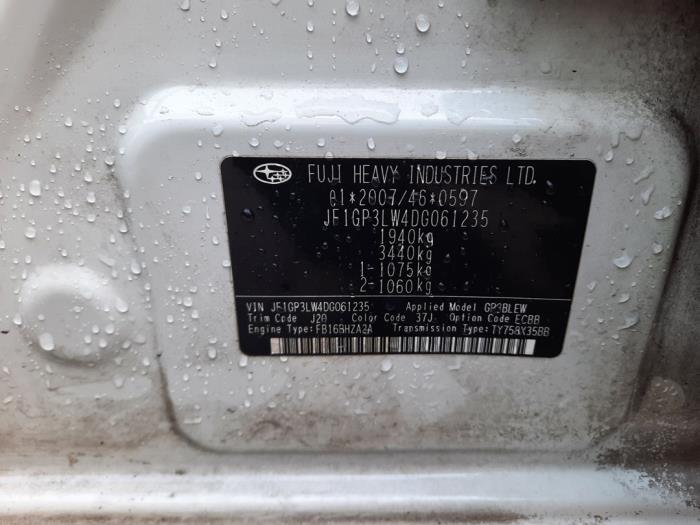 FUJI HEAVY INDUSTRIES LTD.
e1*2007/46*0597
JF1GP3LW4DG061235
1940kg
3440kg
1-1075kg
2-1060kg
VIN JF1GP3LW4DG061235 Applied Model GP3BLEW
Trim Code J20 Color Code 37J Option Code ECBB
Engine Type:FB16BHZA2A Transmission Type:TY758X35BB